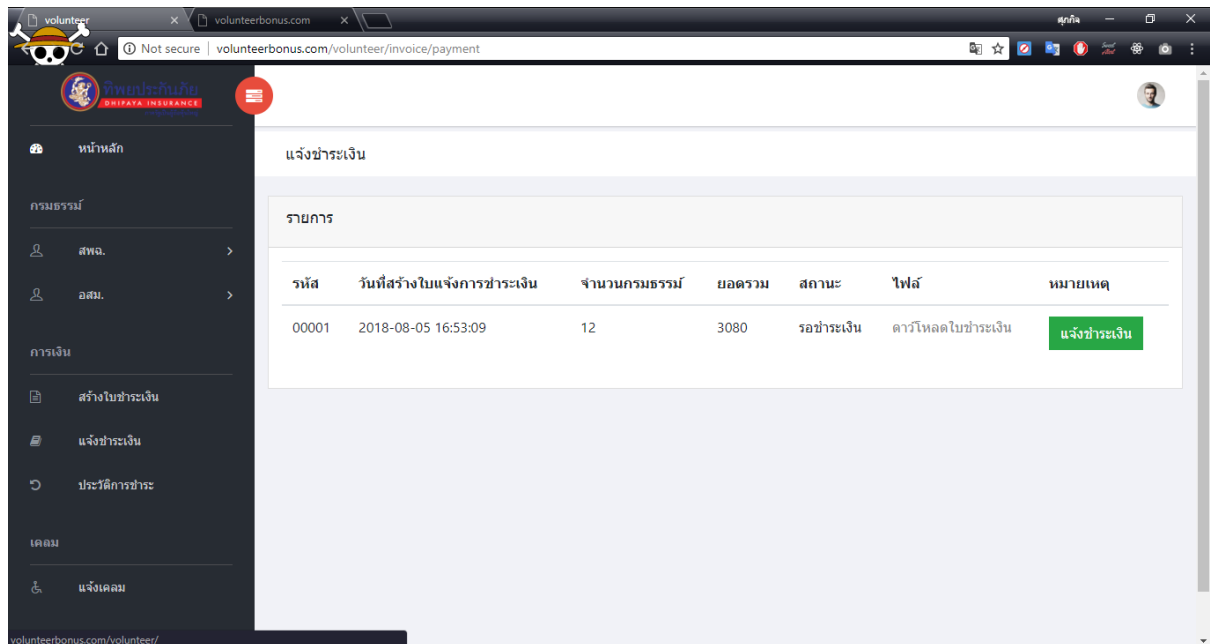 volunteer
volunteerbonus.com
ศุภกิจ
Not secure | volunteerbonus.com/volunteer/invoice/payment
ทิพยประกันภัย
DHIPAYA INSURANCE
หน้าหลัก
แจ้งชำระเงิน
กรมธรรม์
รายการ
สพฉ.
อสม.
รหัส วันที่สร้างใบแจ้งการชำระเงิน จำนวนกรมธรรม์ ยอดรวม สถานะ ไฟล์ หมายเหตุ
00001 2018-08-05 16:53:09 12 3080 รอชำระเงิน ดาวโหลดใบชำระเงิน แจ้งชำระเงิน
การเงิน
สร้างใบชำระเงิน
แจ้งชำระเงิน
ประวัติการชำระ
เคลม
แจ้งเคลม
volunteerbonus.com/volunteer/